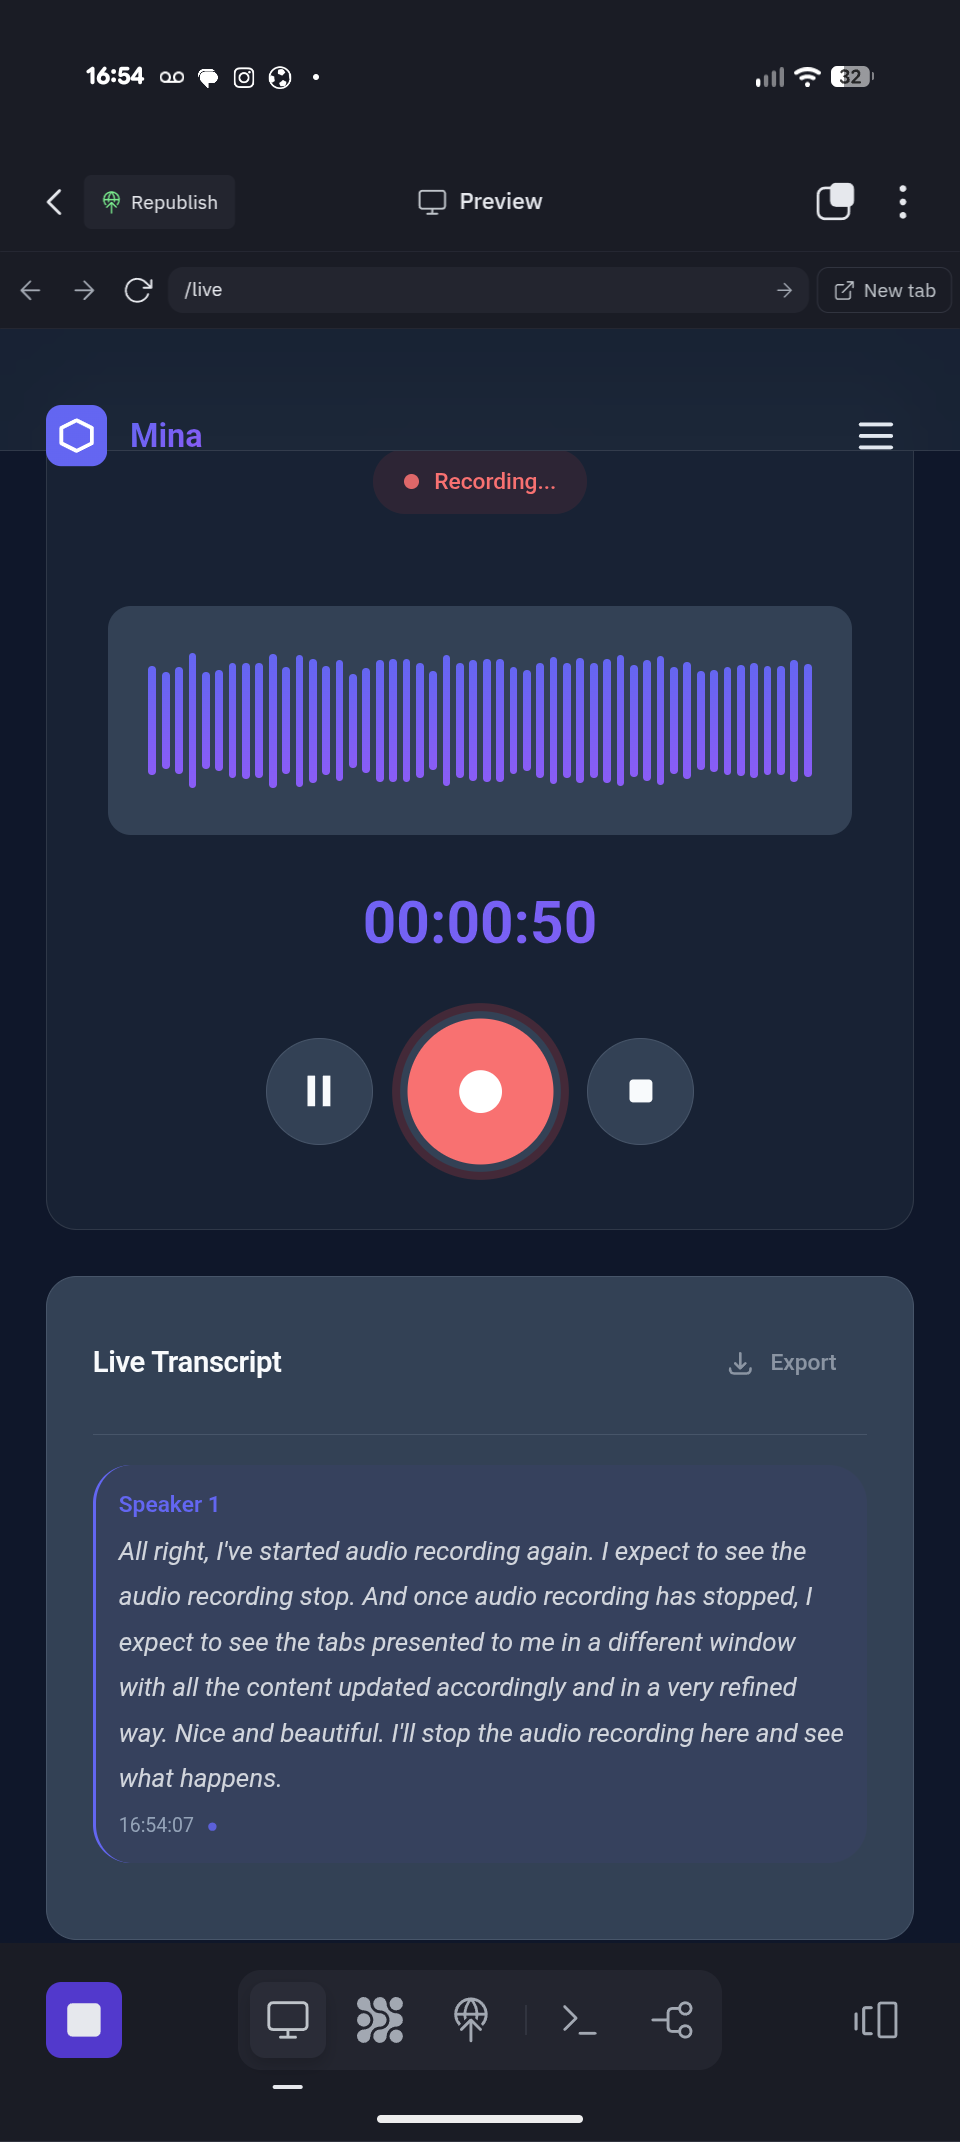 16:54
32
Republish
Preview
/live
New tab
Mina
Recording...
00:00:50
Live Transcript
Export
Speaker 1
All right, I've started audio recording again. I expect to see the
audio recording stop. And once audio recording has stopped, I
expect to see the tabs presented to me in a different window
with all the content updated accordingly and in a very refined
way. Nice and beautiful. I'll stop the audio recording here and see
what happens.
16:54:07